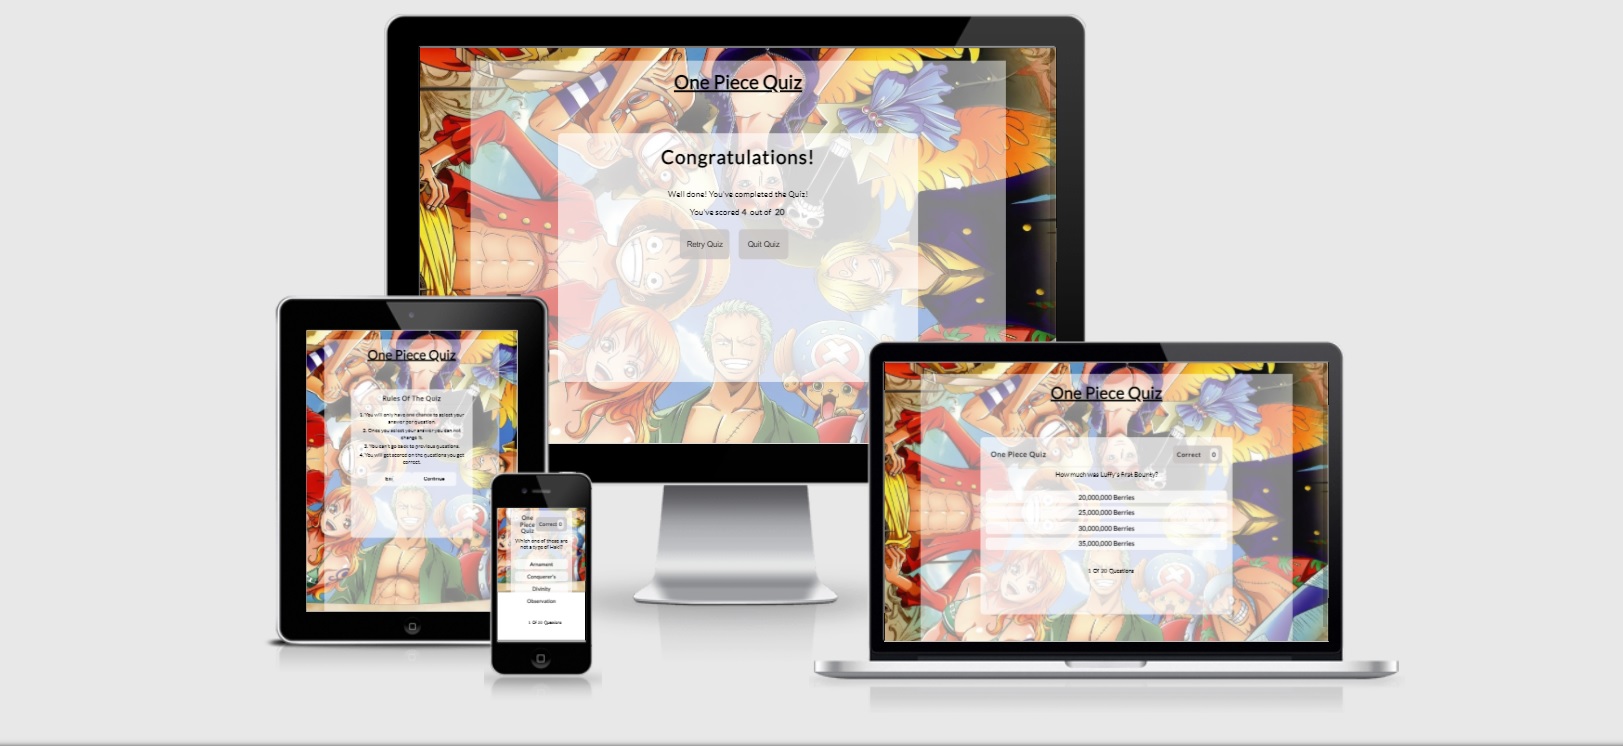 One Piece Quiz
Congratulations!
Well done! You've completed the Quiz!
You've scored 4 out of 20
Retry Quiz
Quit Quiz
One Piece Quiz
Rules Of The Quiz
1. You will only have one chance to select your
answer per question.
2. Once you select your answer you can not
change it.
3. You can't go back to previous questions.
4. You will get scored on the questions you get
correct.
Continue
One
Piece
Quiz
Correct 0
Which one of these are
not a type of Haki?
Armament
Conqueror's
Divinity
Observation
Questions
One Piece Quiz
One Piece Quiz
Correct 0
How much was Luffy's first Bounty?
20,000,000 Berries
25,000,000 Berries
30,000,000 Berries
35,000,000 Berries
1 Of 20 Questions